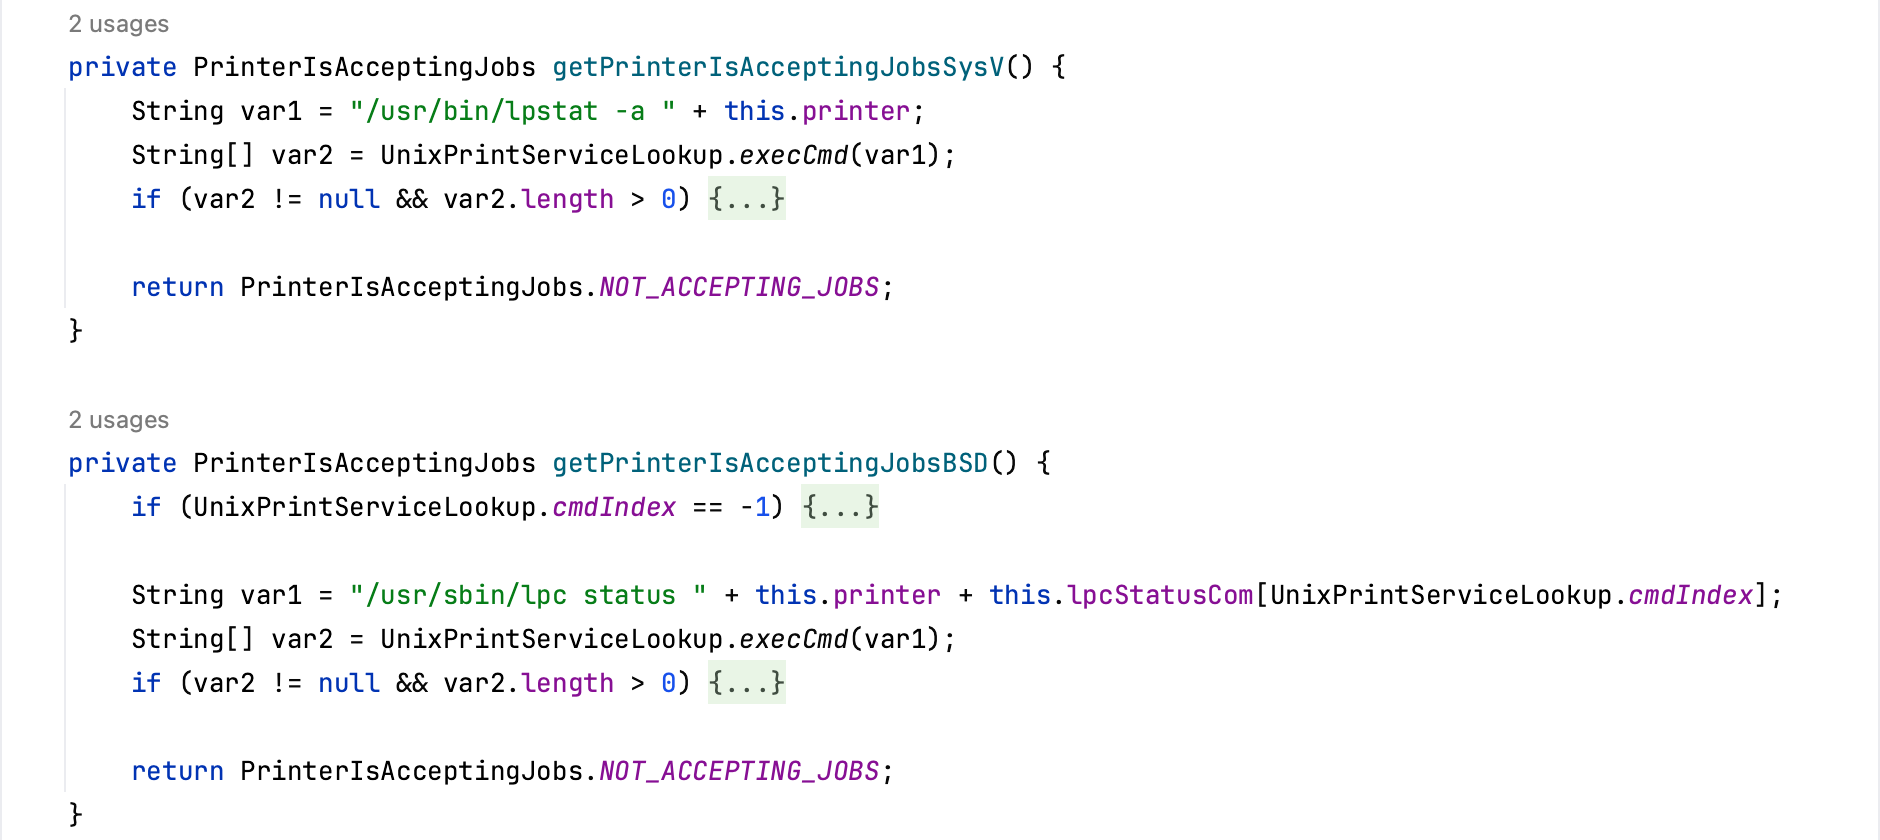 2 usages
private PrinterIsAcceptingJobs getPrinterIsAcceptingJobsSysV() {
    String var1 = "/usr/bin/lpstat -a " + this.printer;
    String[] var2 = UnixPrintServiceLookup.execCmd(var1);
    if (var2 != null && var2.length > 0) {...}
    return PrinterIsAcceptingJobs.NOT_ACCEPTING_JOBS;
}
2 usages
private PrinterIsAcceptingJobs getPrinterIsAcceptingJobsBSD() {
    if (UnixPrintServiceLookup.cmdIndex == -1) {...}
    String var1 = "/usr/sbin/lpc status " + this.printer + this.lpcStatusCom[UnixPrintServiceLookup.cmdIndex];
    String[] var2 = UnixPrintServiceLookup.execCmd(var1);
    if (var2 != null && var2.length > 0) {...}
    return PrinterIsAcceptingJobs.NOT_ACCEPTING_JOBS;
}